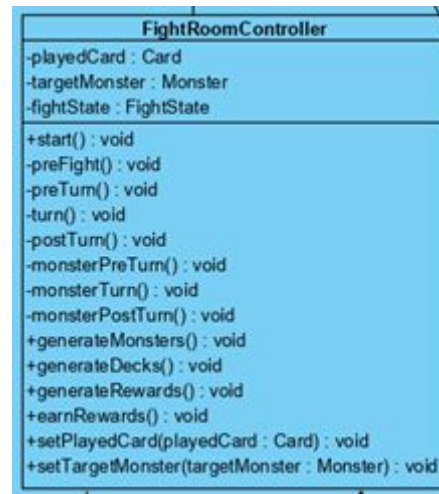 FightRoomController
-playedCard : Card
-targetMonster : Monster
-fightState : FightState
+start() : void
-preFight() : void
-preTurn() : void
-turn() : void
-postTurn() : void
-monsterPreTurn() : void
-monsterTurn() : void
-monsterPostTurn() : void
+generateMonsters() : void
+generateDecks() : void
+generateRewards() : void
+earnRewards() : void
+setPlayedCard(playedCard : Card) : void
+setTargetMonster(targetMonster : Monster) : void